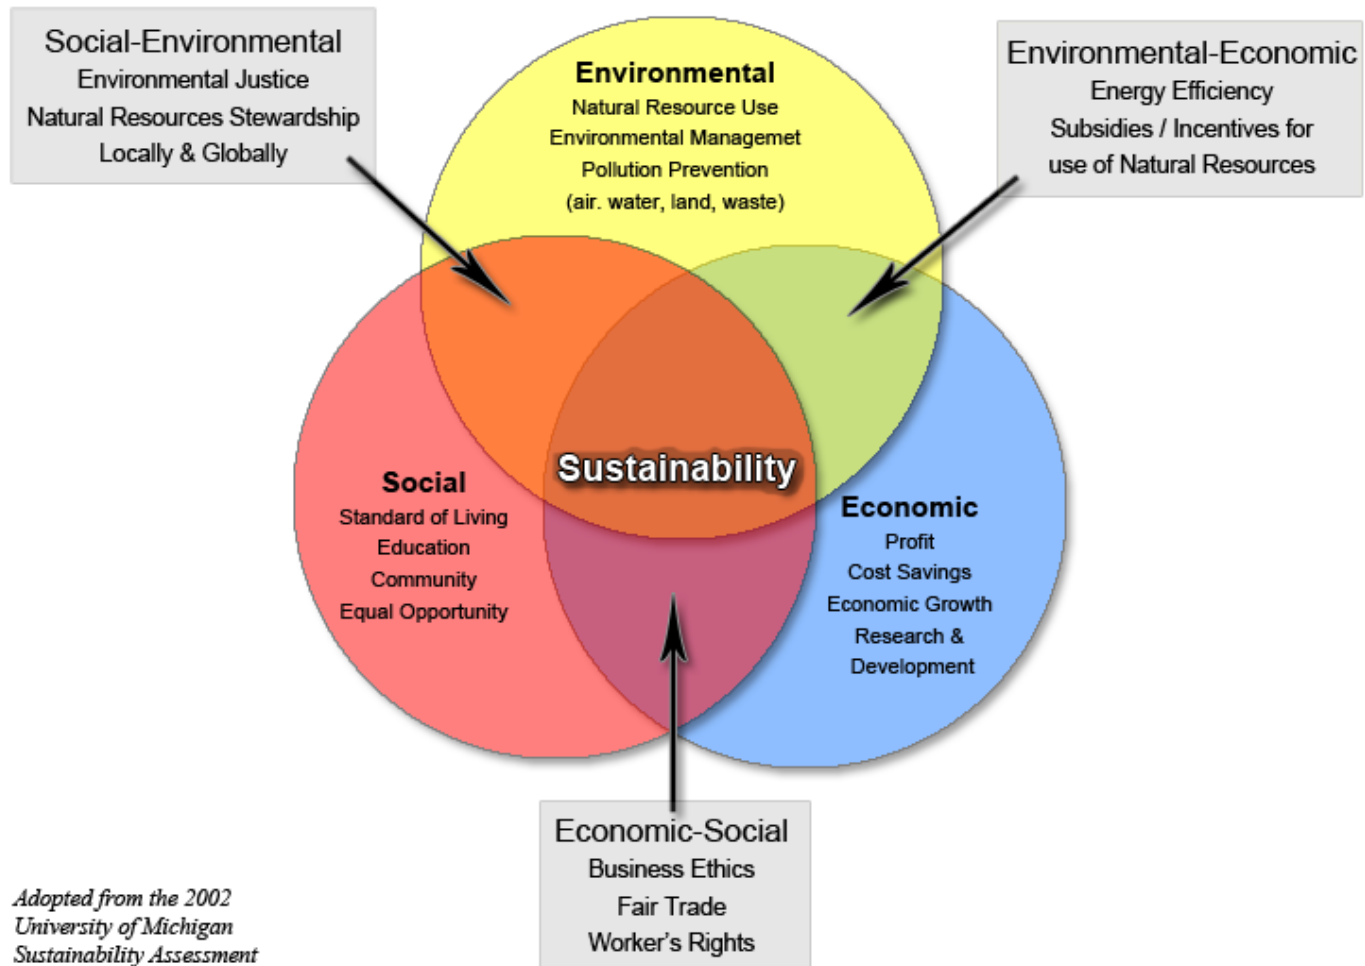 Social-Environmental
Environmental Justice
Natural Resources Stewardship
Locally & Globally
Environmental
Natural Resource Use
Environmental Managemet
Pollution Prevention
(air. water, land, waste)
Environmental-Economic
Energy Efficiency
Subsidies / Incentives for
use of Natural Resources
Sustainability
Social
Standard of Living
Education
Community
Equal Opportunity
Economic
Profit
Cost Savings
Economic Growth
Research &
Development
Economic-Social
Business Ethics
Fair Trade
Worker's Rights
Adopted from the 2002
University of Michigan
Sustainability Assessment